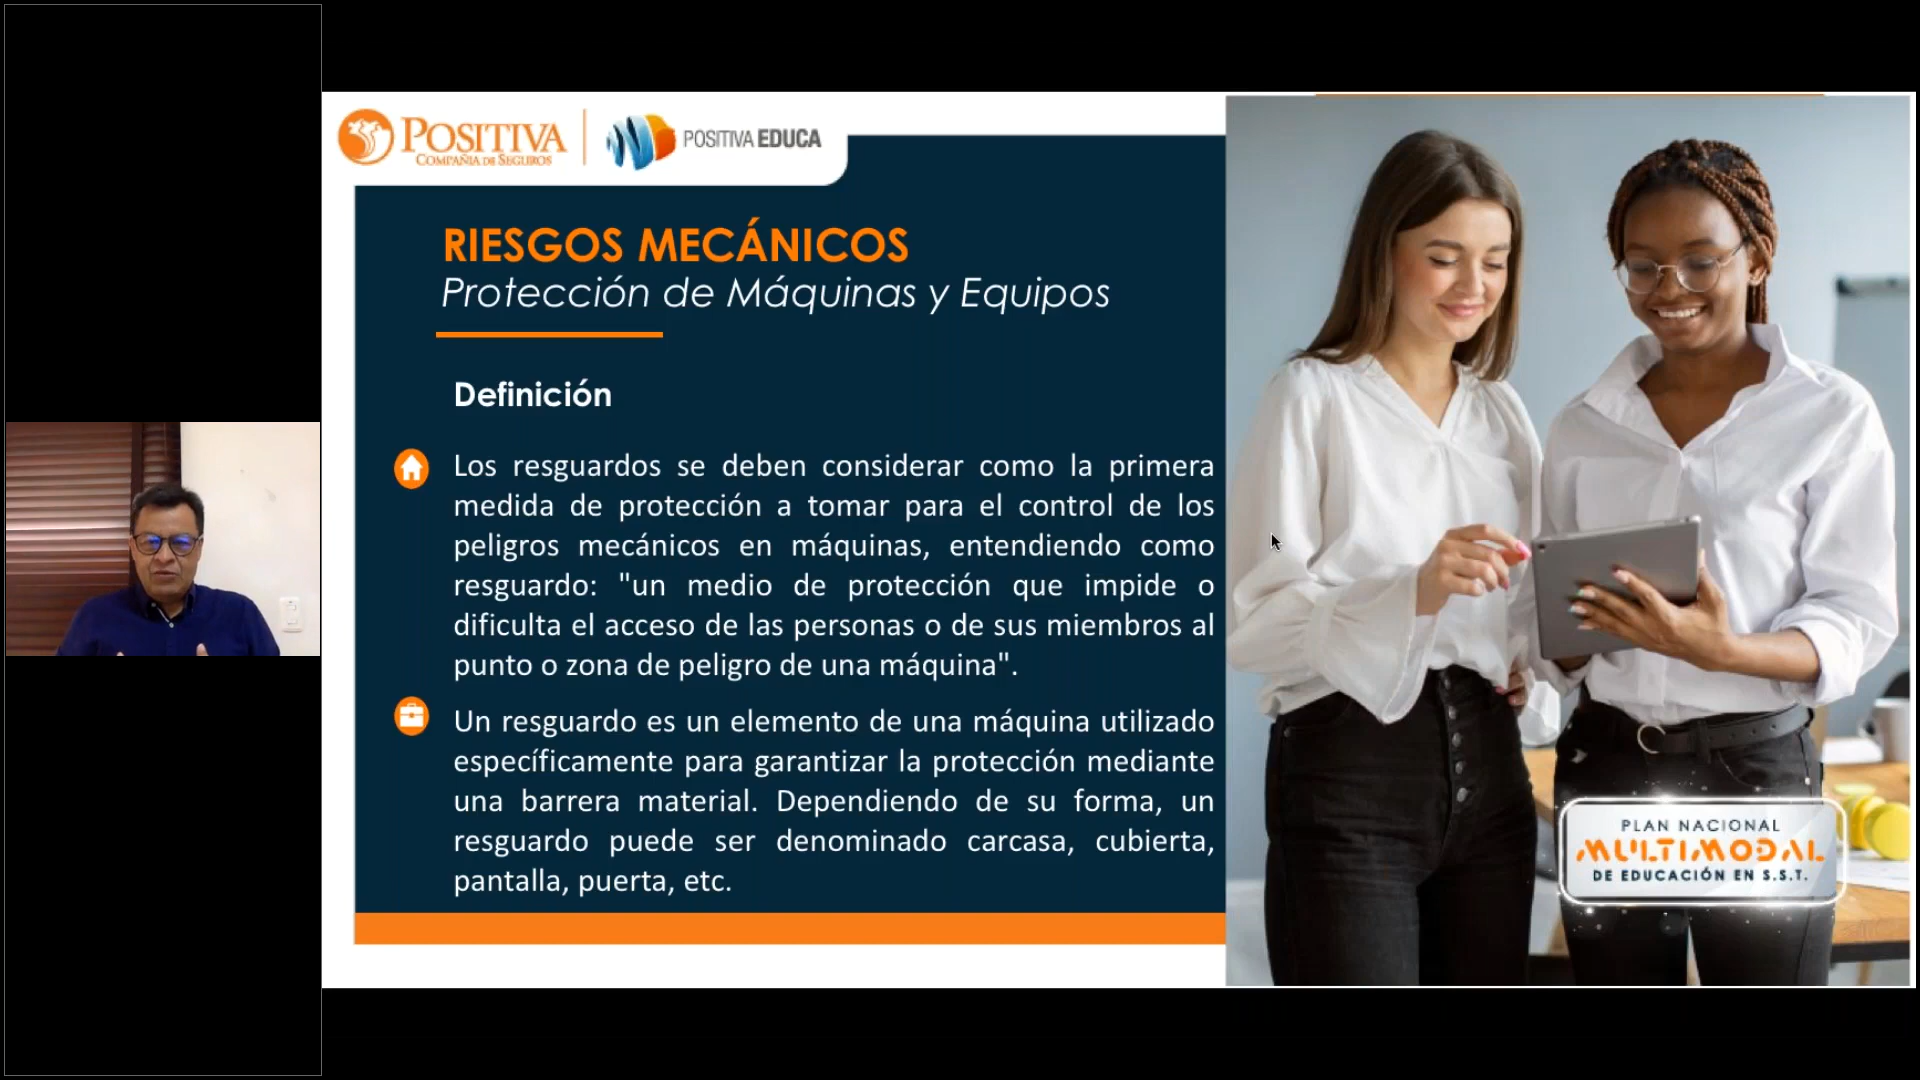 POSITIVA
COMPAÑÍA DE SEGUROS
POSITIVA EDUCA
RIESGOS MECÁNICOS
Protección de Máquinas y Equipos
Definición
Los resguardos se deben considerar como la primera
medida de protección a tomar para el control de los
peligros mecánicos en máquinas, entendiendo como
resguardo: "un medio de protección que impide o
dificulta el acceso de las personas o de sus miembros al
punto o zona de peligro de una máquina".
Un resguardo es un elemento de una máquina utilizado
específicamente para garantizar la protección mediante
una barrera material. Dependiendo de su forma, un
resguardo puede ser denominado carcasa, cubierta,
pantalla, puerta, etc.
PLAN NACIONAL
MULTIMODAL
DE EDUCACIÓN EN S.S.T.